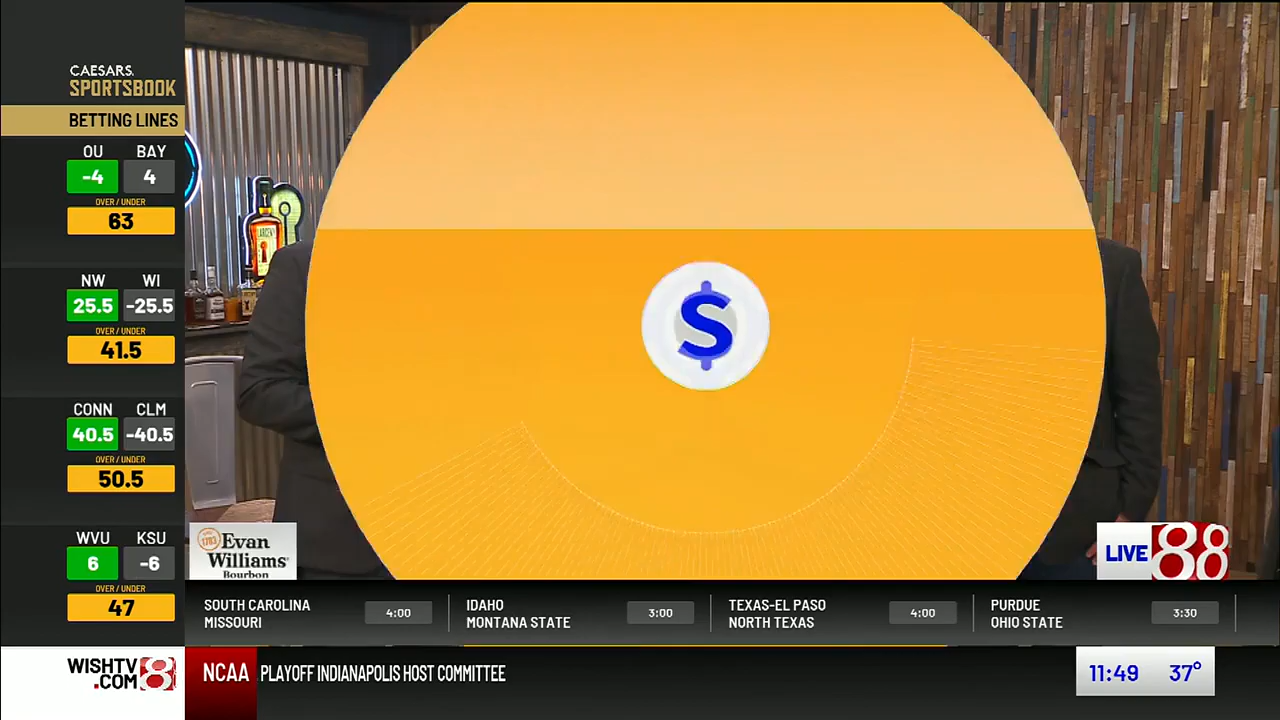 CAESARS
SPORTSBOOK
BETTING LINES
OU BAY
-4 4
OVER / UNDER
63
NW WI
25.5 -25.5
OVER / UNDER
41.5
CONN CLM
40.5 -40.5
OVER / UNDER
50.5
WVU KSU
6 -6
OVER / UNDER
47
LARCENY
$
1783
Evan
Williams
Bourbon
LIVE 88
SOUTH CAROLINA
MISSOURI
4:00
IDAHO
MONTANA STATE
3:00
TEXAS-EL PASO
NORTH TEXAS
4:00
PURDUE
OHIO STATE
3:30
WISHTV
.COM 8
NCAA PLAYOFF INDIANAPOLIS HOST COMMITTEE
11:49 37°